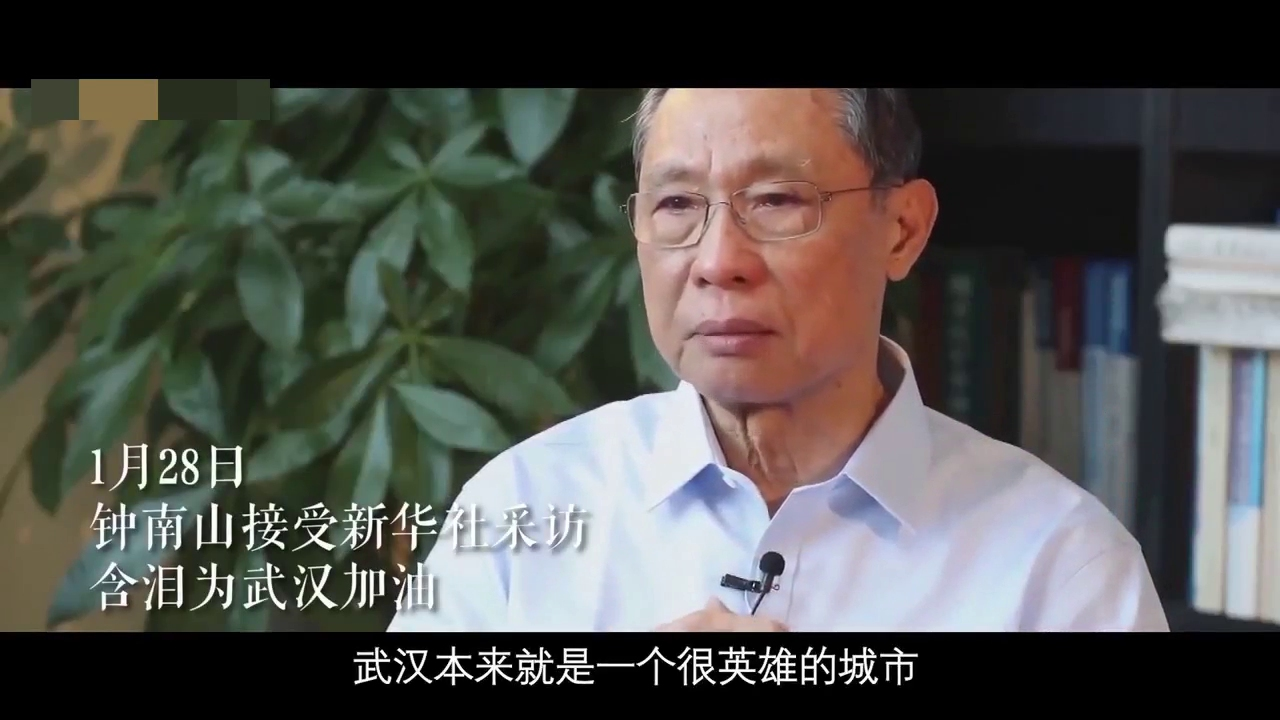 1月28日
钟南山接受新华社采访
含泪为武汉加油
武汉本来就是一个很英雄的城市